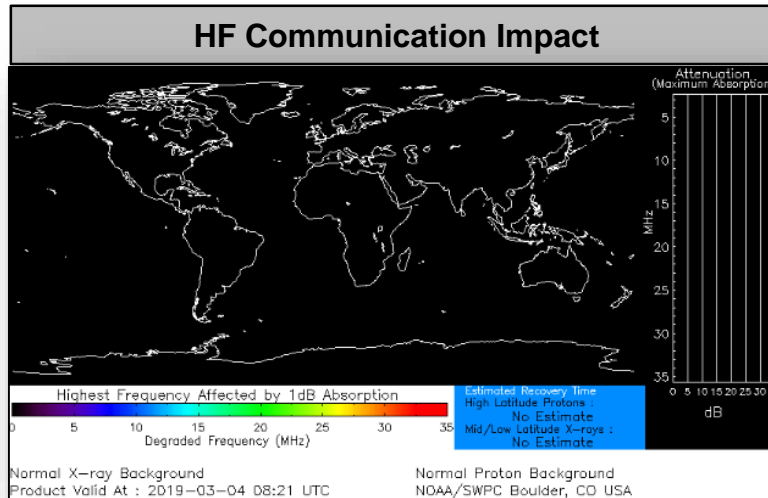 HF Communication Impact
Attenuation
(Maximum Absorption)
5
10
15
20
25
30
35
MHz
0 5 10 15 20 25 30
dB
Highest Frequency Affected by 1dB Absorption
0 5 10 15 20 25 30 35
Degraded Frequency (MHz)
Estimated Recovery Time
High Latitude Protons :
No Estimate
Mid/Low Latitude X-rays :
No Estimate
Normal X-ray Background
Product Valid At : 2019-03-04 08:21 UTC
Normal Proton Background
NOAA/SWPC Boulder, CO USA